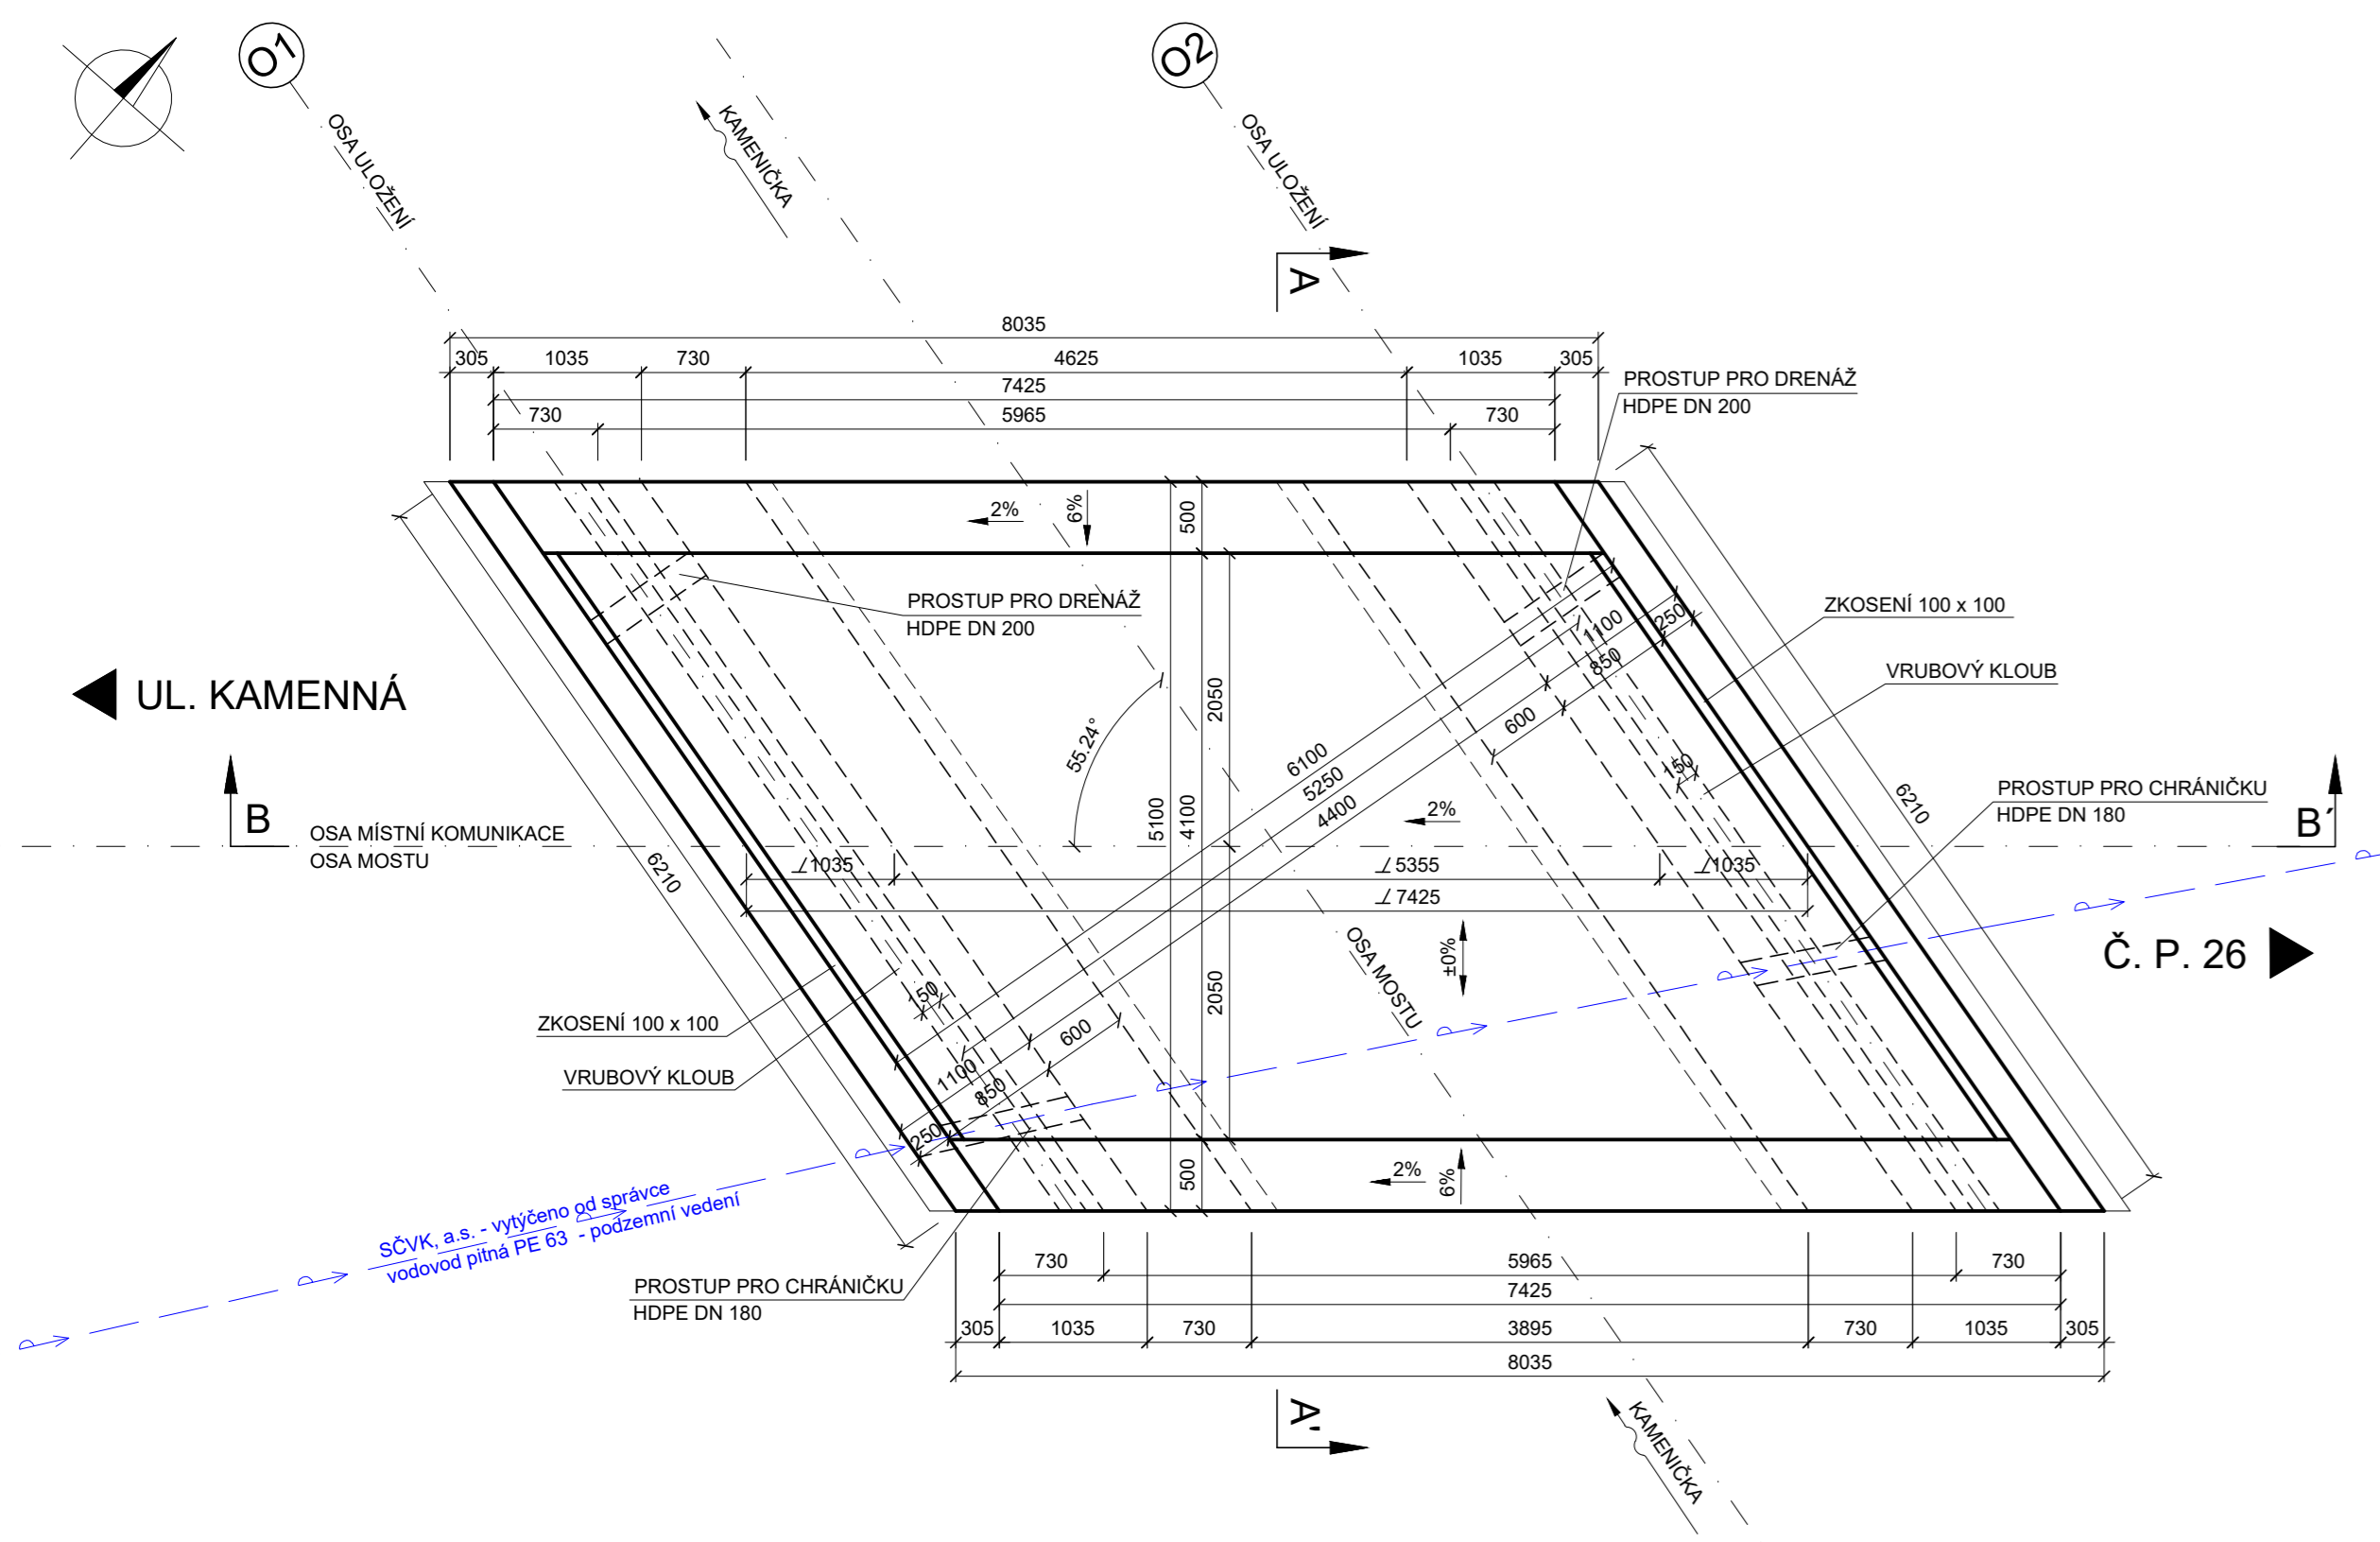 O1
O2
OSA ULOŽENÍ
KAMENIČKA
OSA ULOŽENÍ
A
8035
305 1035 730 4625 1035 305
7425
730 5965 730
PROSTUP PRO DRENÁŽ
HDPE DN 200
2% 6% 500
PROSTUP PRO DRENÁŽ
HDPE DN 200
1100 250
850
600
ZKOSENÍ 100 x 100
VRUBOVÝ KLOUB
UL. KAMENNÁ
2050
55.24°
6100
5250
4400
150
5100 4100
2%
6210
PROSTUP PRO CHRÁNIČKU
HDPE DN 180
B
B´
OSA MÍSTNÍ KOMUNIKACE
OSA MOSTU
6210
⦟1035 ⦟5355 ⦟1035
⦟7425
OSA MOSTU
±0%
Č. P. 26
2050
150
600
1100
850
250
ZKOSENÍ 100 x 100
VRUBOVÝ KLOUB
500
2% 6%
SČVK, a.s. - vytýčeno od správce
vodovod pitná PE 63 - podzemní vedení
PROSTUP PRO CHRÁNIČKU
HDPE DN 180
730 5965 730
7425
305 1035 730 3895 730 1035 305
8035
A'
KAMENIČKA